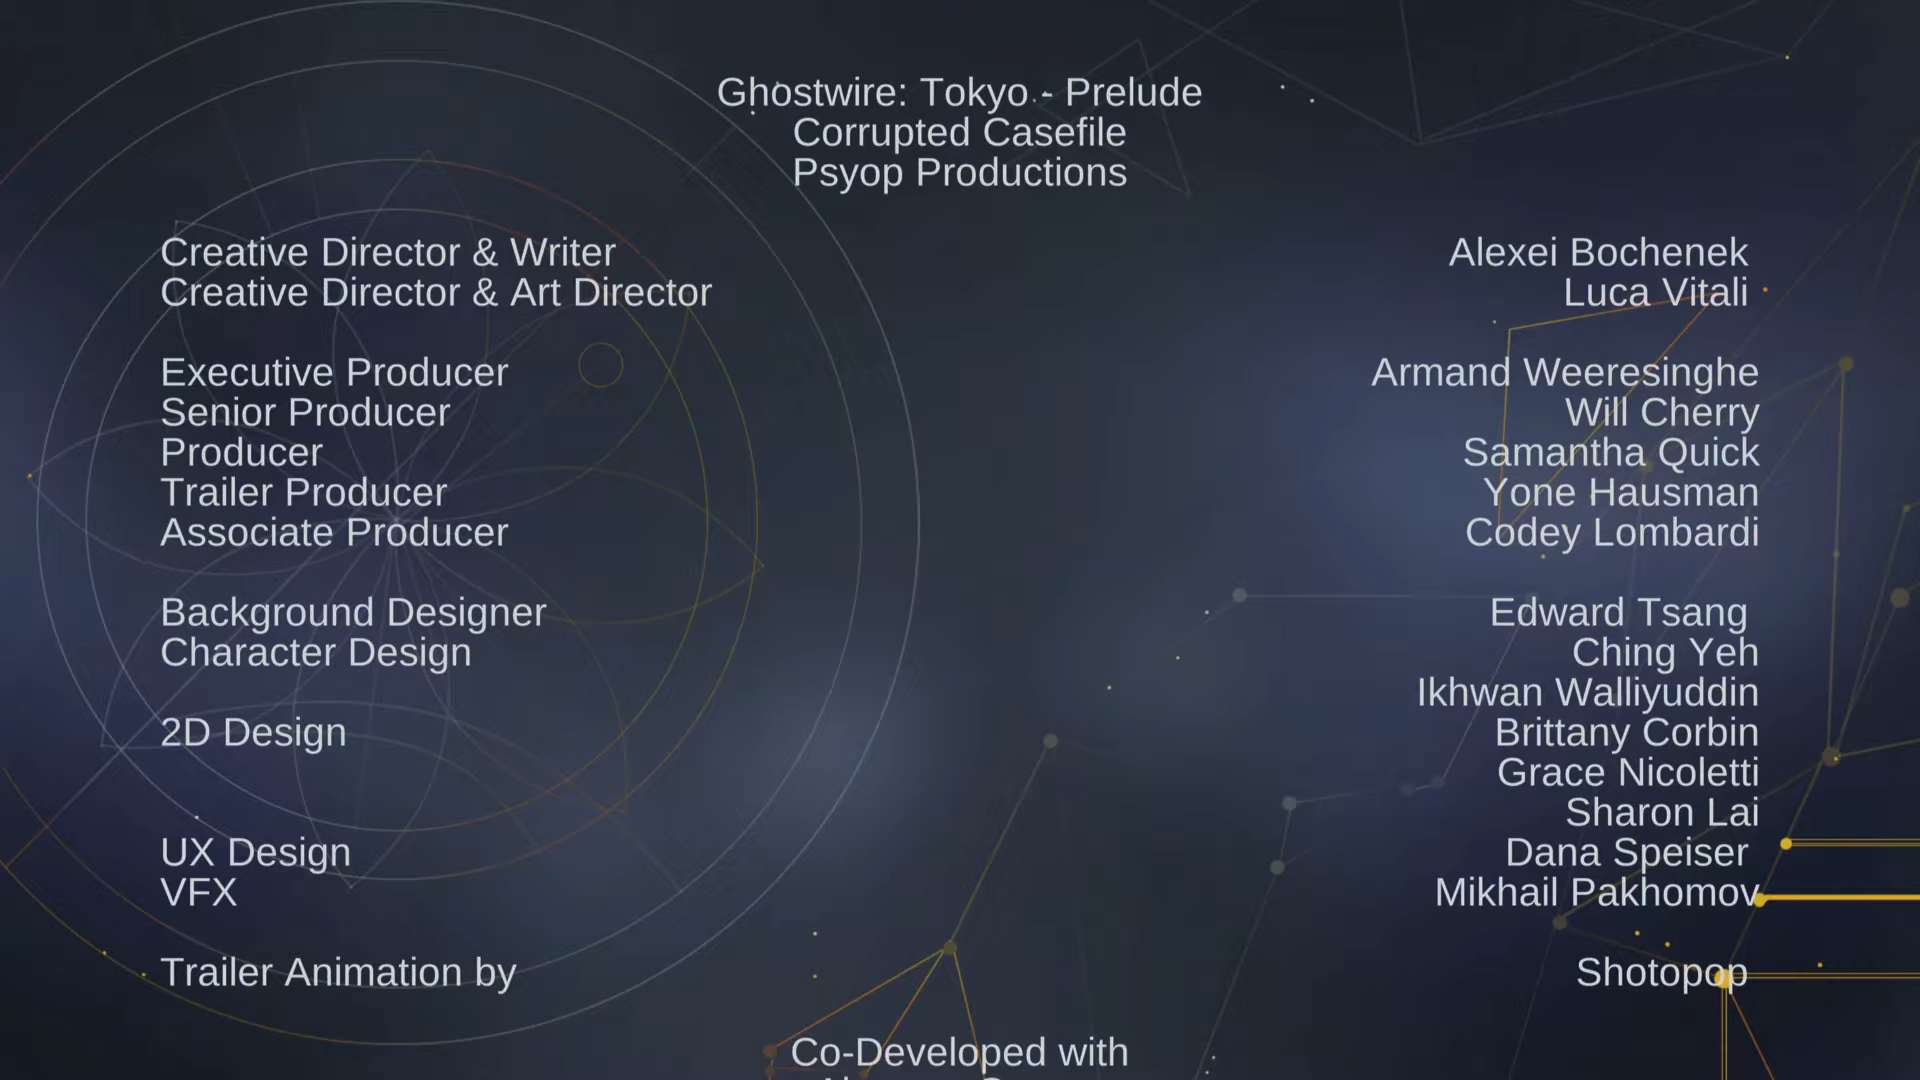 Ghostwire: Tokyo - Prelude
Corrupted Casefile
Psyop Productions
Creative Director & Writer Alexei Bochenek
Creative Director & Art Director Luca Vitali
Executive Producer Armand Weeresinghe
Senior Producer Will Cherry
Producer Samantha Quick
Trailer Producer Yone Hausman
Associate Producer Codey Lombardi
Background Designer Edward Tsang
Character Design Ching Yeh
Ikhwan Walliyuddin
2D Design Brittany Corbin
Grace Nicoletti
Sharon Lai
UX Design Dana Speiser
VFX Mikhail Pakhomov
Trailer Animation by Shotopop
Co-Developed with